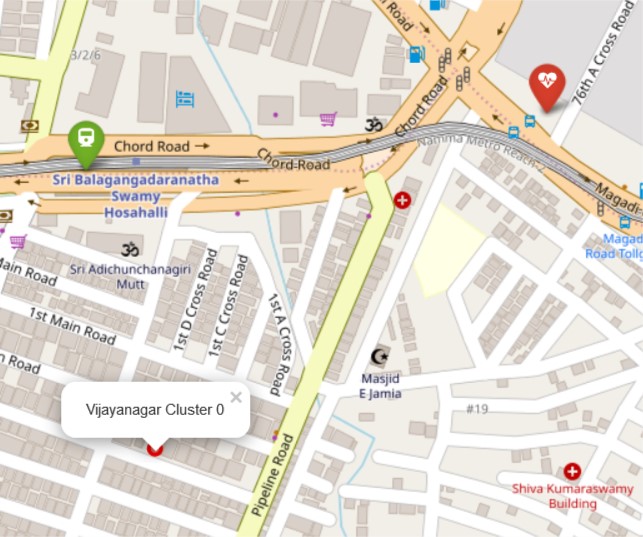 Road
76th A Cross Road
3/2/6
Chord Road
Chord Road
Chord Road
Namma Metro Reach-2
Sri Balagangadaranatha
Swamy
Hosahalli
Magadi
Magad
Road Tollg
Sri Adichunchanagiri
Mutt
Main Road
1st D Cross Road
1st C Cross Road
1st A Cross Road
1st Main Road
n Road
Masjid
E Jamia
Vijayanagar Cluster 0
×
#19
Pipeline Road
Shiva Kumaraswamy
Building